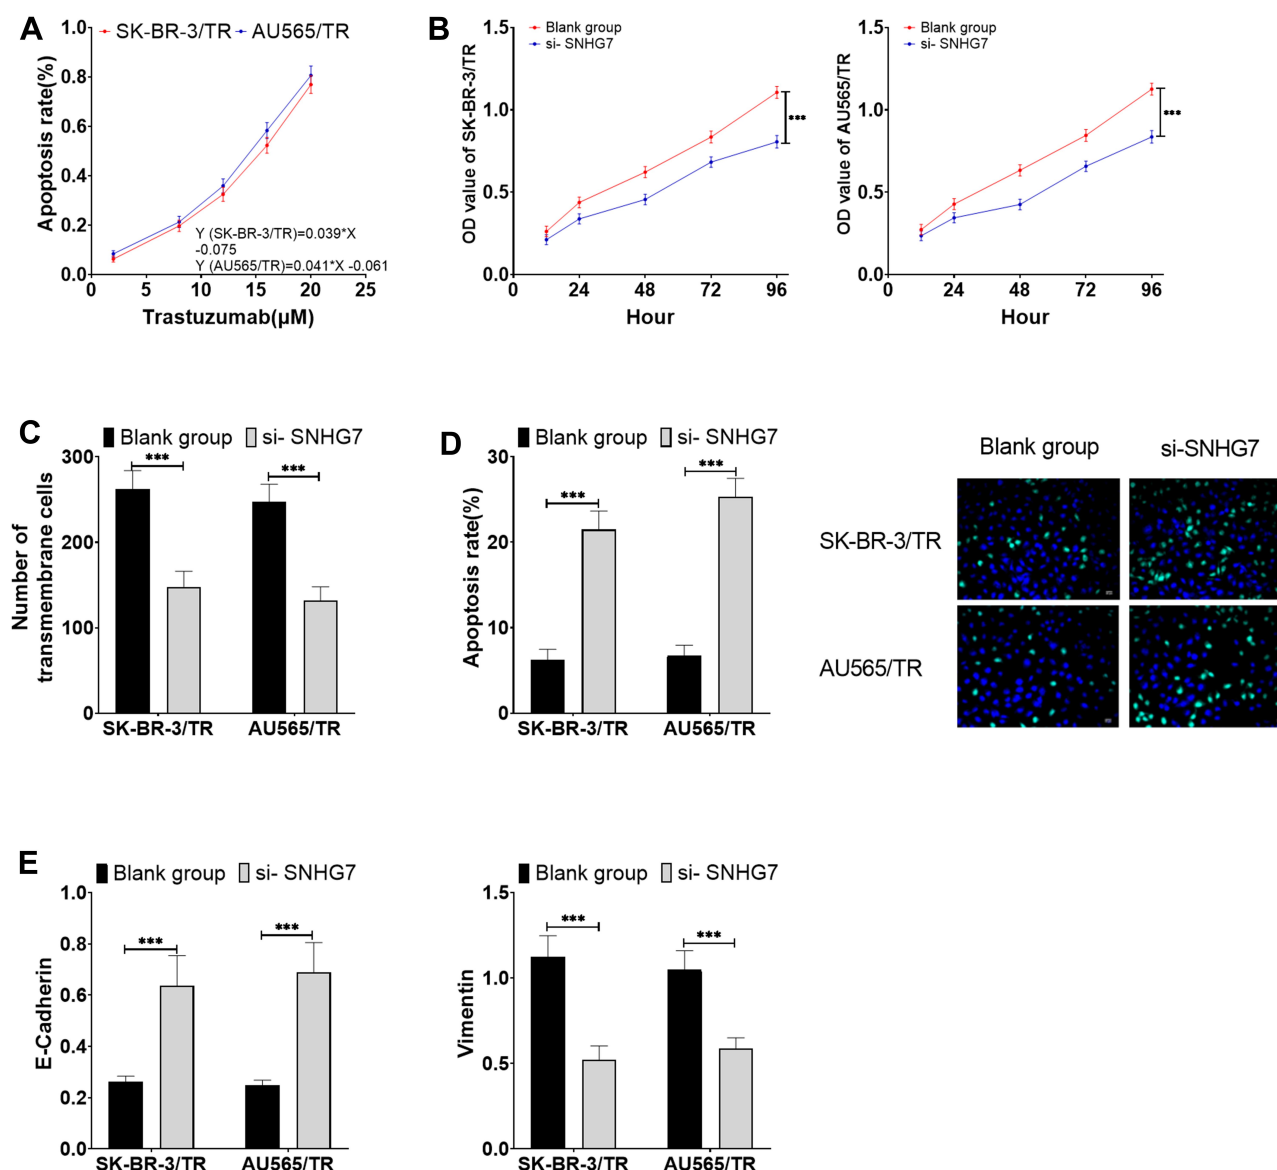 A
SK-BR-3/TR AU565/TR
Apoptosis rate(%)
1.0
0.8
0.6
0.4
0.2
0.0
Y (SK-BR-3/TR)=0.039*X
-0.075
Y (AU565/TR)=0.041*X -0.061
0 5 10 15 20 25
Trastuzumab(μM)
B
Blank group
si- SNHG7
OD value of SK-BR-3/TR
1.5
1.0
0.5
0.0
***
0 24 48 72 96
Hour
Blank group
si- SNHG7
OD value of AU565/TR
1.5
1.0
0.5
0.0
***
0 24 48 72 96
Hour
C
Blank group si- SNHG7
Number of
transmembrane cells
300
200
100
0
*** ***
SK-BR-3/TR AU565/TR
D
Blank group si- SNHG7
Apoptosis rate(%)
30
20
10
0
*** ***
SK-BR-3/TR AU565/TR
Blank group si-SNHG7
SK-BR-3/TR
AU565/TR
E
Blank group si- SNHG7
E-Cadherin
1.0
0.8
0.6
0.4
0.2
0.0
*** ***
SK-BR-3/TR AU565/TR
Blank group si- SNHG7
Vimentin
1.5
1.0
0.5
0.0
*** ***
SK-BR-3/TR AU565/TR